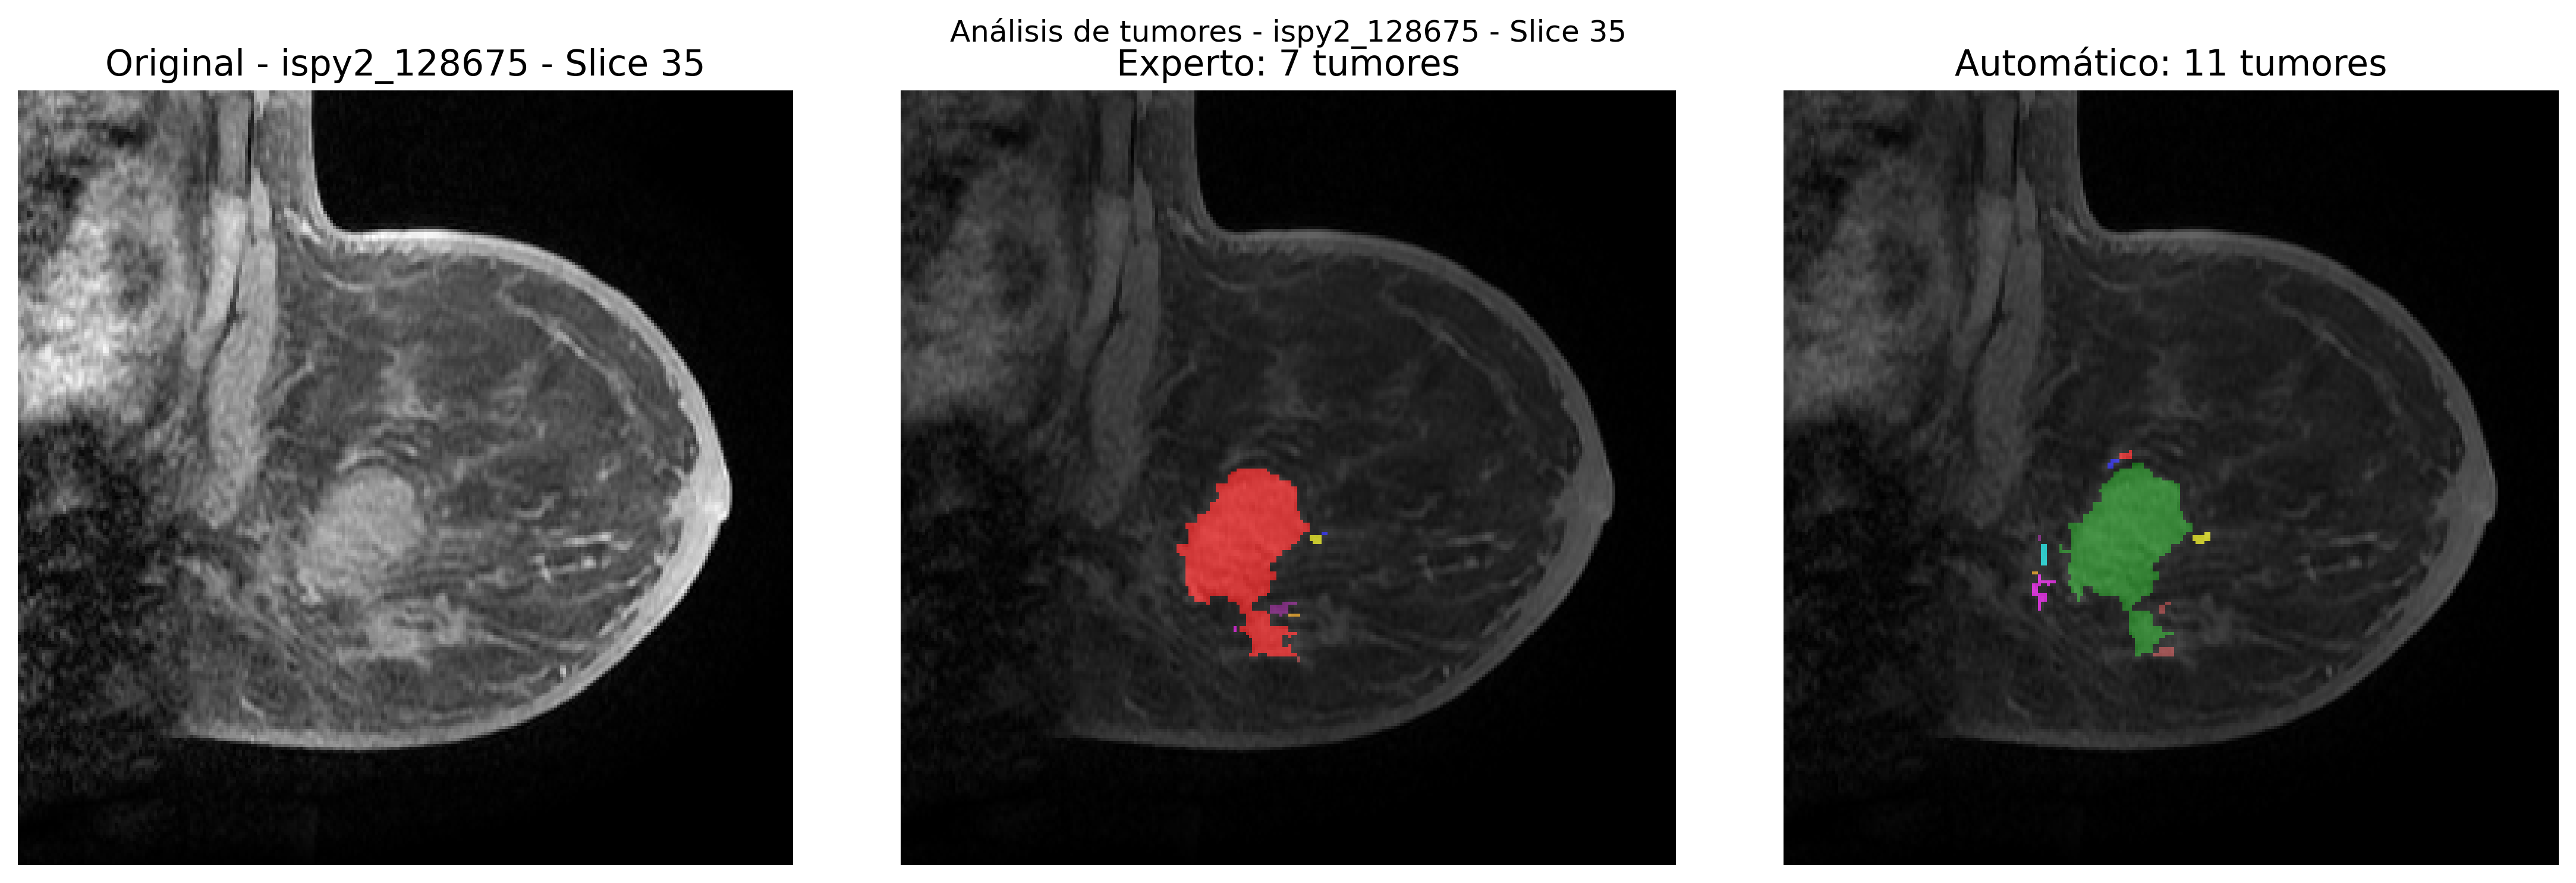 Análisis de tumores - ispy2_128675 - Slice 35
Original - ispy2_128675 - Slice 35
Experto: 7 tumores
Automático: 11 tumores